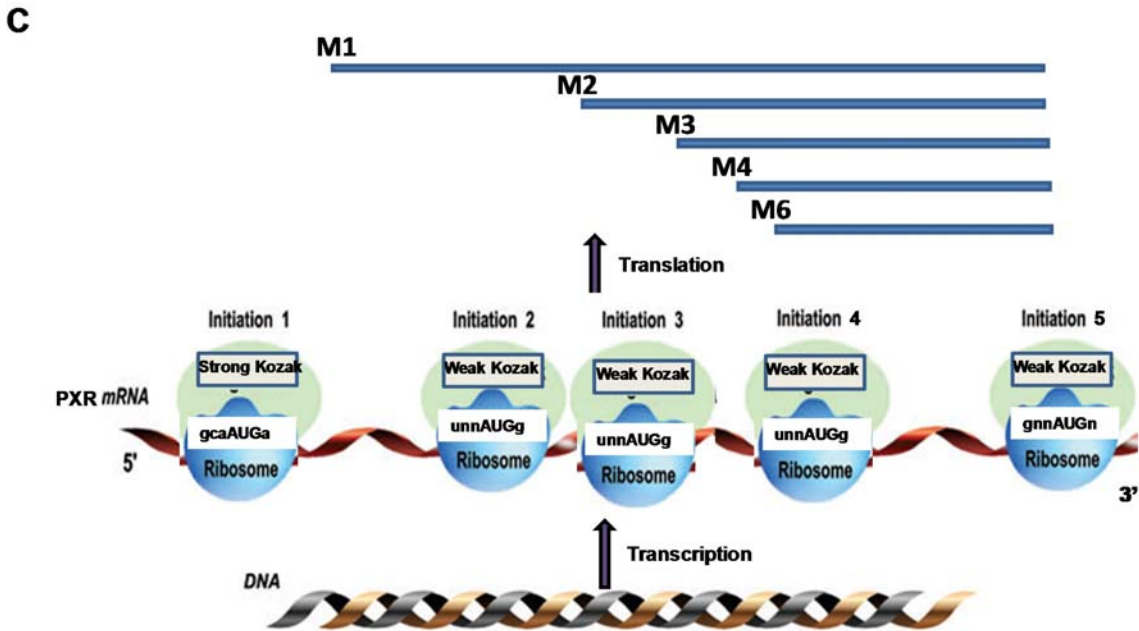 C
M1
M2
M3
M4
M6
Translation
Initiation 1
Initiation 2
Initiation 3
Initiation 4
Initiation 5
Strong Kozak
Weak Kozak
Weak Kozak
Weak Kozak
Weak Kozak
PXR mRNA
gcaAUGa
unnAUGg
unnAUGg
unnAUGg
gnnAUGn
5'
Ribosome
Ribosome
Ribosome
Ribosome
Ribosome
3'
Transcription
DNA